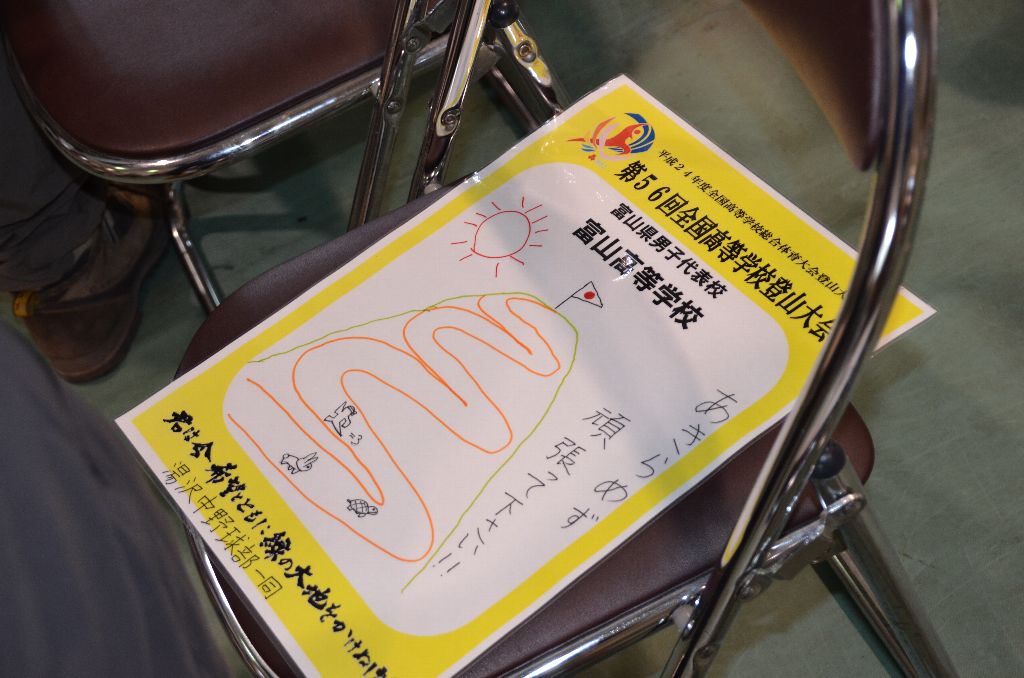 平成24年度全国高等学校総合体育大会登山大
第56回全国高等学校登山大会
富山県男子代表校
富山高等学校
あきらめず
頑張って下さい!!
君は今 希望とともに 緑の大地をかけぬけ
湯沢中野球部一同